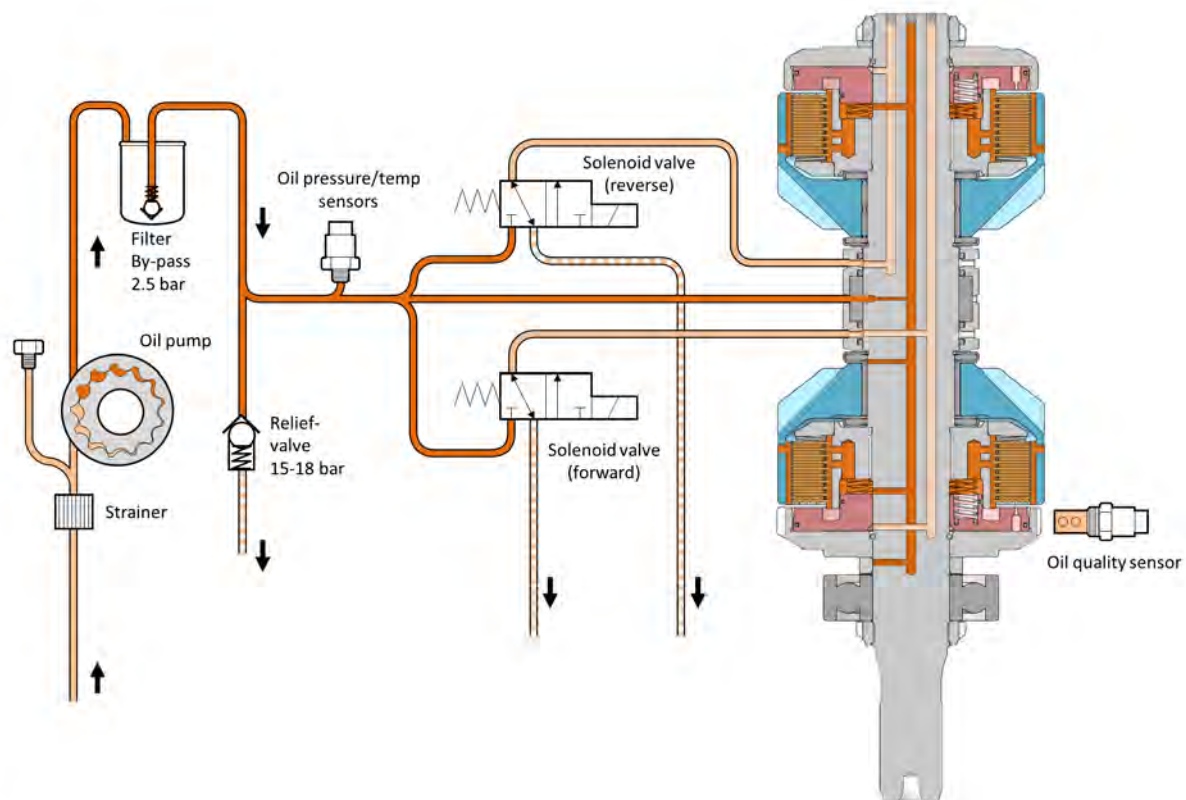 Solenoid valve
(reverse)
Oil pressure/temp
sensors
Filter
By-pass
2.5 bar
Oil pump
Relief-
valve
15-18 bar
Solenoid valve
(forward)
Strainer
Oil quality sensor